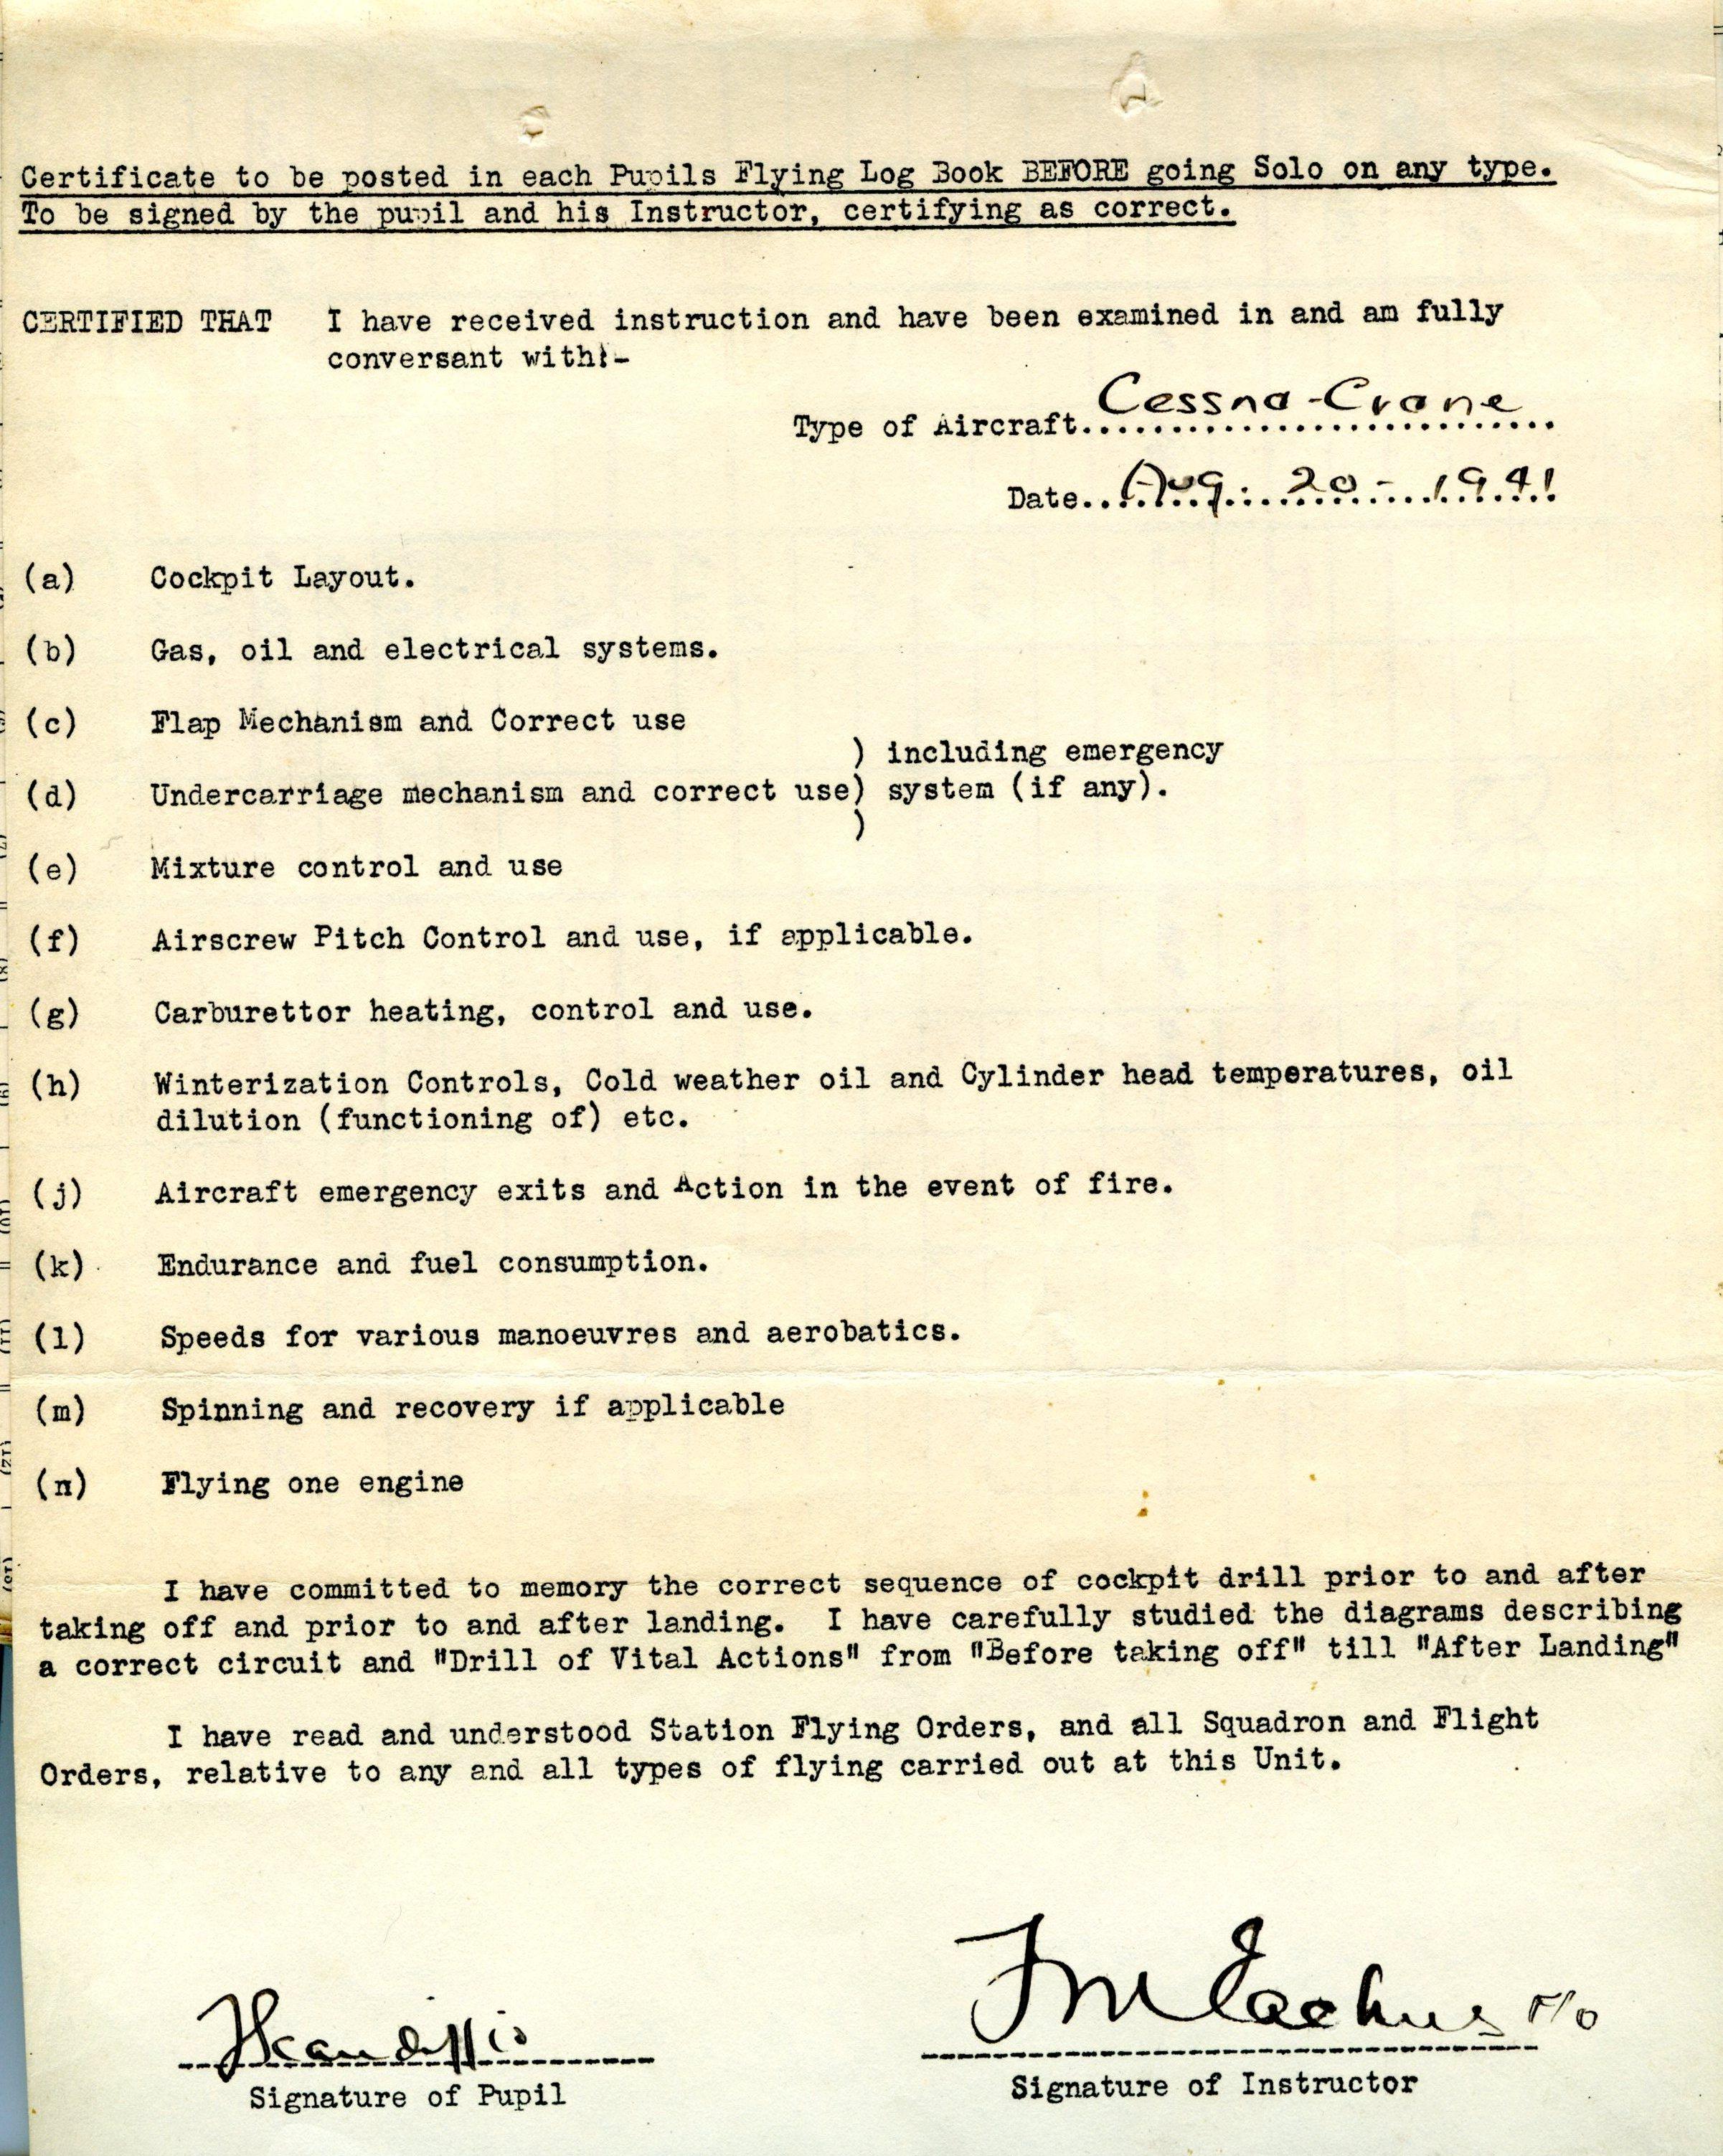 Certificate to be posted in each Pupils Flying Log Book BEFORE going Solo on any type.
To be signed by the pupil and his Instructor, certifying as correct.
CERTIFIED THAT I have received instruction and have been examined in and am fully
conversant with:-
Type of Aircraft Cessna-Crane
Date Aug. 20 - 1941
(a) Cockpit Layout.
(b) Gas, oil and electrical systems.
(c) Flap Mechanism and Correct use
) including emergency
(d) Undercarriage mechanism and correct use) system (if any).
)
(e) Mixture control and use
(f) Airscrew Pitch Control and use, if applicable.
(g) Carburettor heating, control and use.
(h) Winterization Controls, Cold weather oil and Cylinder head temperatures, oil
dilution (functioning of) etc.
(j) Aircraft emergency exits and Action in the event of fire.
(k) Endurance and fuel consumption.
(l) Speeds for various manoeuvres and aerobatics.
(m) Spinning and recovery if applicable
(n) Flying one engine
I have committed to memory the correct sequence of cockpit drill prior to and after
taking off and prior to and after landing. I have carefully studied the diagrams describing
a correct circuit and "Drill of Vital Actions" from "Before taking off" till "After Landing"
I have read and understood Station Flying Orders, and all Squadron and Flight
Orders, relative to any and all types of flying carried out at this Unit.
Signature of Pupil
Signature of Instructor